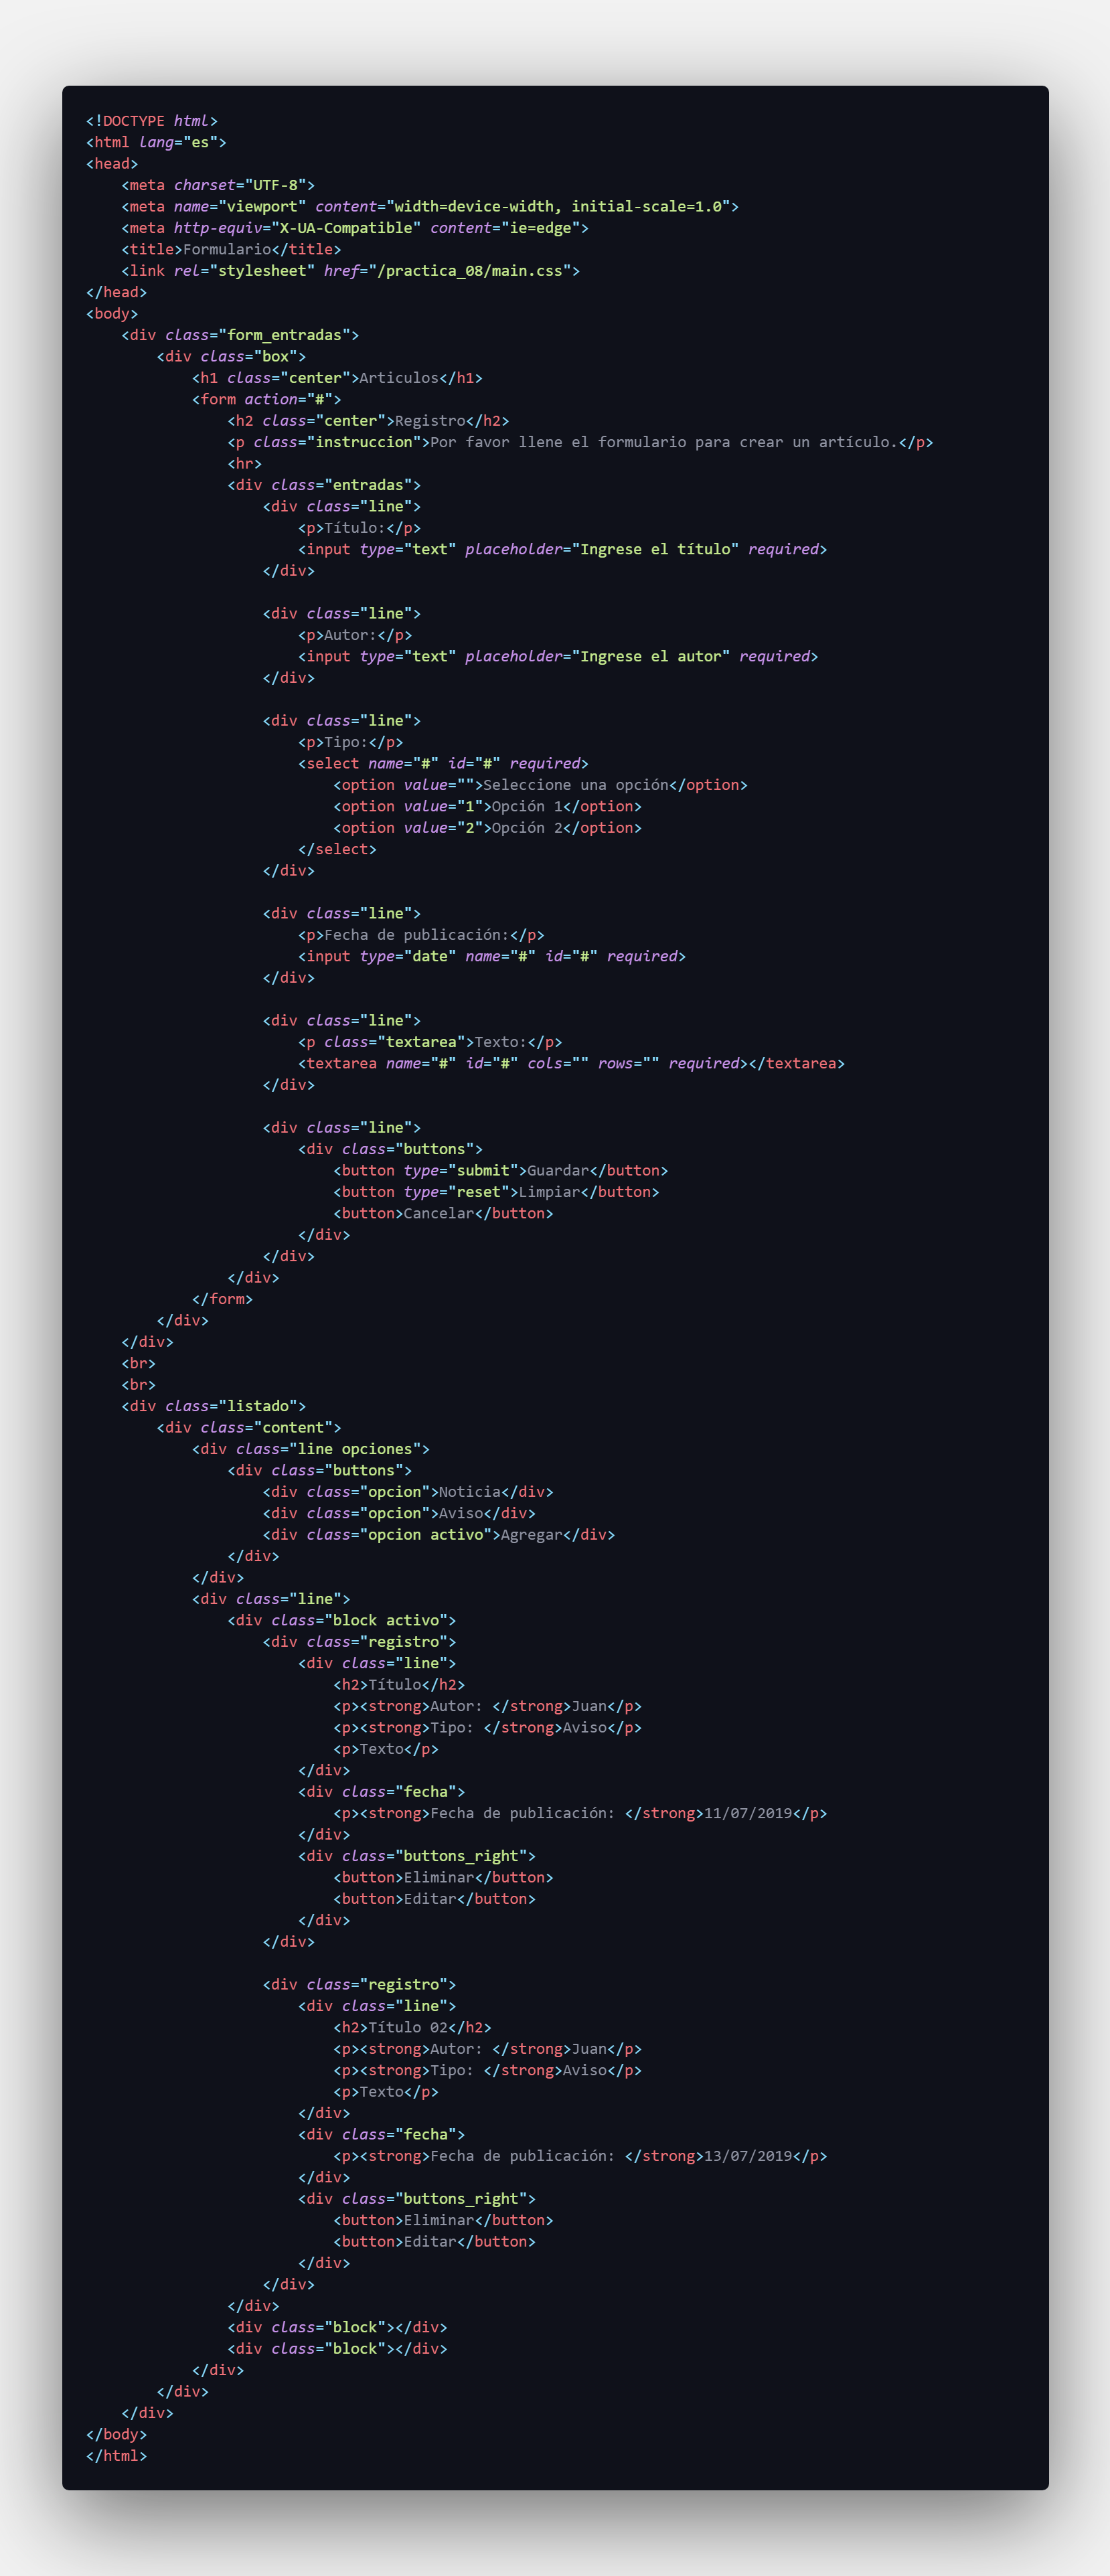 <!DOCTYPE html>
<html lang="es">
<head>
    <meta charset="UTF-8">
    <meta name="viewport" content="width=device-width, initial-scale=1.0">
    <meta http-equiv="X-UA-Compatible" content="ie=edge">
    <title>Formulario</title>
    <link rel="stylesheet" href="/practica_08/main.css">
</head>
<body>
    <div class="form_entradas">
        <div class="box">
            <h1 class="center">Articulos</h1>
            <form action="#">
                <h2 class="center">Registro</h2>
                <p class="instruccion">Por favor llene el formulario para crear un artículo.</p>
                <hr>
                <div class="entradas">
                    <div class="line">
                        <p>Título:</p>
                        <input type="text" placeholder="Ingrese el título" required>
                    </div>

                    <div class="line">
                        <p>Autor:</p>
                        <input type="text" placeholder="Ingrese el autor" required>
                    </div>

                    <div class="line">
                        <p>Tipo:</p>
                        <select name="#" id="#" required>
                            <option value="">Seleccione una opción</option>
                            <option value="1">Opción 1</option>
                            <option value="2">Opción 2</option>
                        </select>
                    </div>

                    <div class="line">
                        <p>Fecha de publicación:</p>
                        <input type="date" name="#" id="#" required>
                    </div>

                    <div class="line">
                        <p class="textarea">Texto:</p>
                        <textarea name="#" id="#" cols="" rows="" required></textarea>
                    </div>

                    <div class="line">
                        <div class="buttons">
                            <button type="submit">Guardar</button>
                            <button type="reset">Limpiar</button>
                            <button>Cancelar</button>
                        </div>
                    </div>
                </div>
            </form>
        </div>
    </div>
    <br>
    <br>
    <div class="listado">
        <div class="content">
            <div class="line opciones">
                <div class="buttons">
                    <div class="opcion">Noticia</div>
                    <div class="opcion">Aviso</div>
                    <div class="opcion activo">Agregar</div>
                </div>
            </div>
            <div class="line">
                <div class="block activo">
                    <div class="registro">
                        <div class="line">
                            <h2>Título</h2>
                            <p><strong>Autor: </strong>Juan</p>
                            <p><strong>Tipo: </strong>Aviso</p>
                            <p>Texto</p>
                        </div>
                        <div class="fecha">
                            <p><strong>Fecha de publicación: </strong>11/07/2019</p>
                        </div>
                        <div class="buttons_right">
                            <button>Eliminar</button>
                            <button>Editar</button>
                        </div>
                    </div>

                    <div class="registro">
                        <div class="line">
                            <h2>Título 02</h2>
                            <p><strong>Autor: </strong>Juan</p>
                            <p><strong>Tipo: </strong>Aviso</p>
                            <p>Texto</p>
                        </div>
                        <div class="fecha">
                            <p><strong>Fecha de publicación: </strong>13/07/2019</p>
                        </div>
                        <div class="buttons_right">
                            <button>Eliminar</button>
                            <button>Editar</button>
                        </div>
                    </div>
                </div>
                <div class="block"></div>
                <div class="block"></div>
            </div>
        </div>
    </div>
</body>
</html>